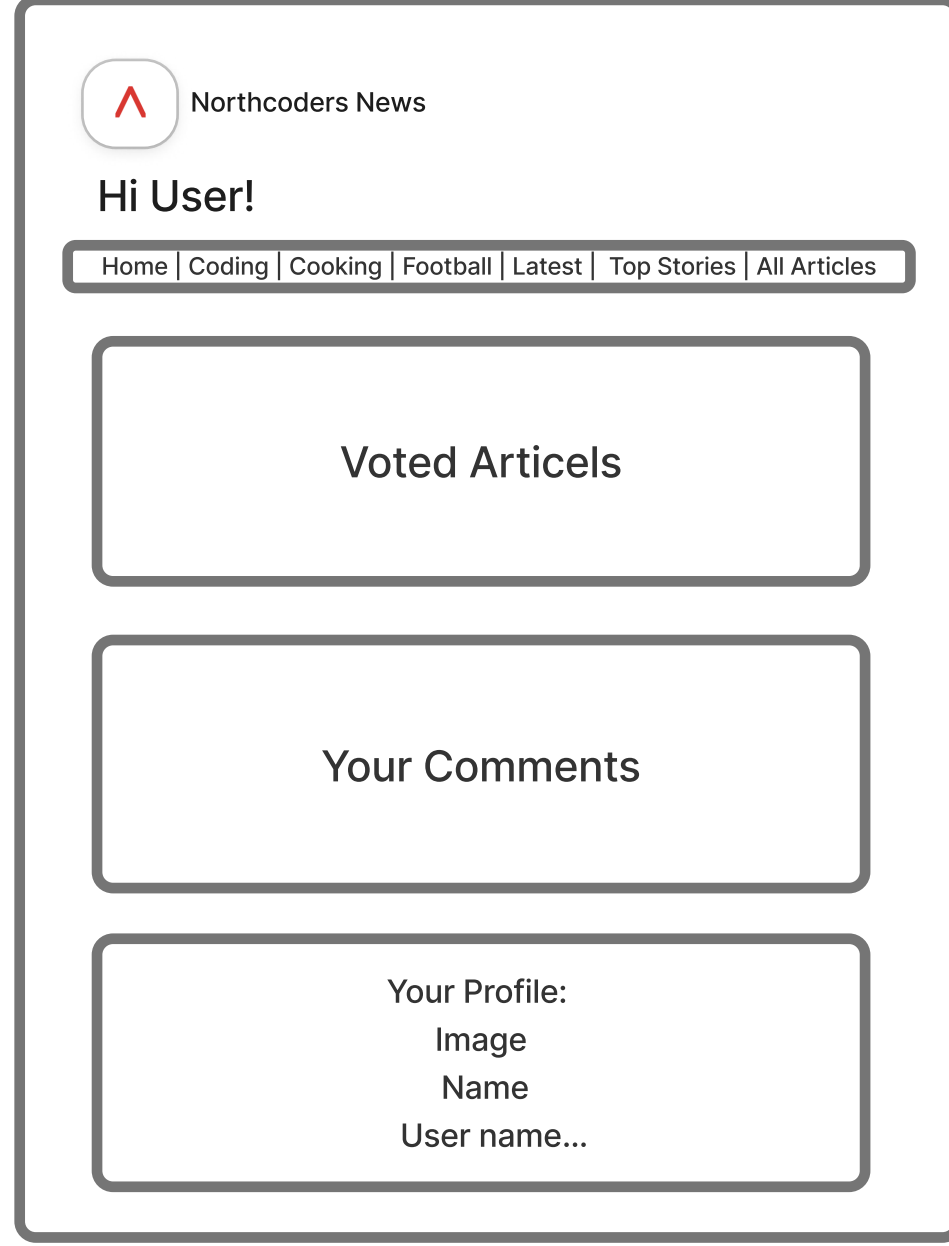 Northcoders News
Hi User!
Home | Coding | Cooking | Football | Latest | Top Stories | All Articles
Voted Articels
Your Comments
Your Profile:
Image
Name
User name...